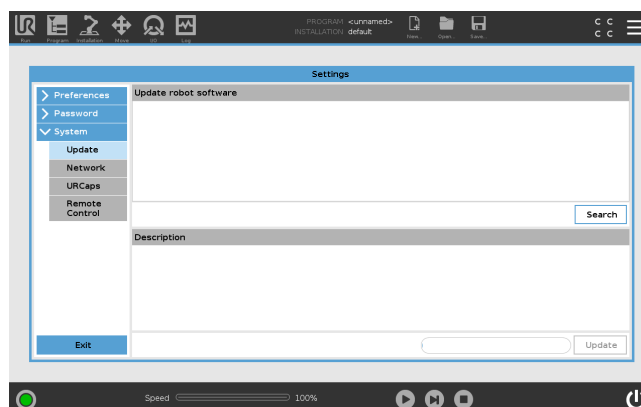 PROGRAM <unnamed>
INSTALLATION default
Run Program Installation Move I/O Log New... Open... Save...
C C
C C
Settings
Preferences
Password
System
Update
Network
URCaps
Remote
Control
Exit
Update robot software
Search
Description
Update
Speed 100%